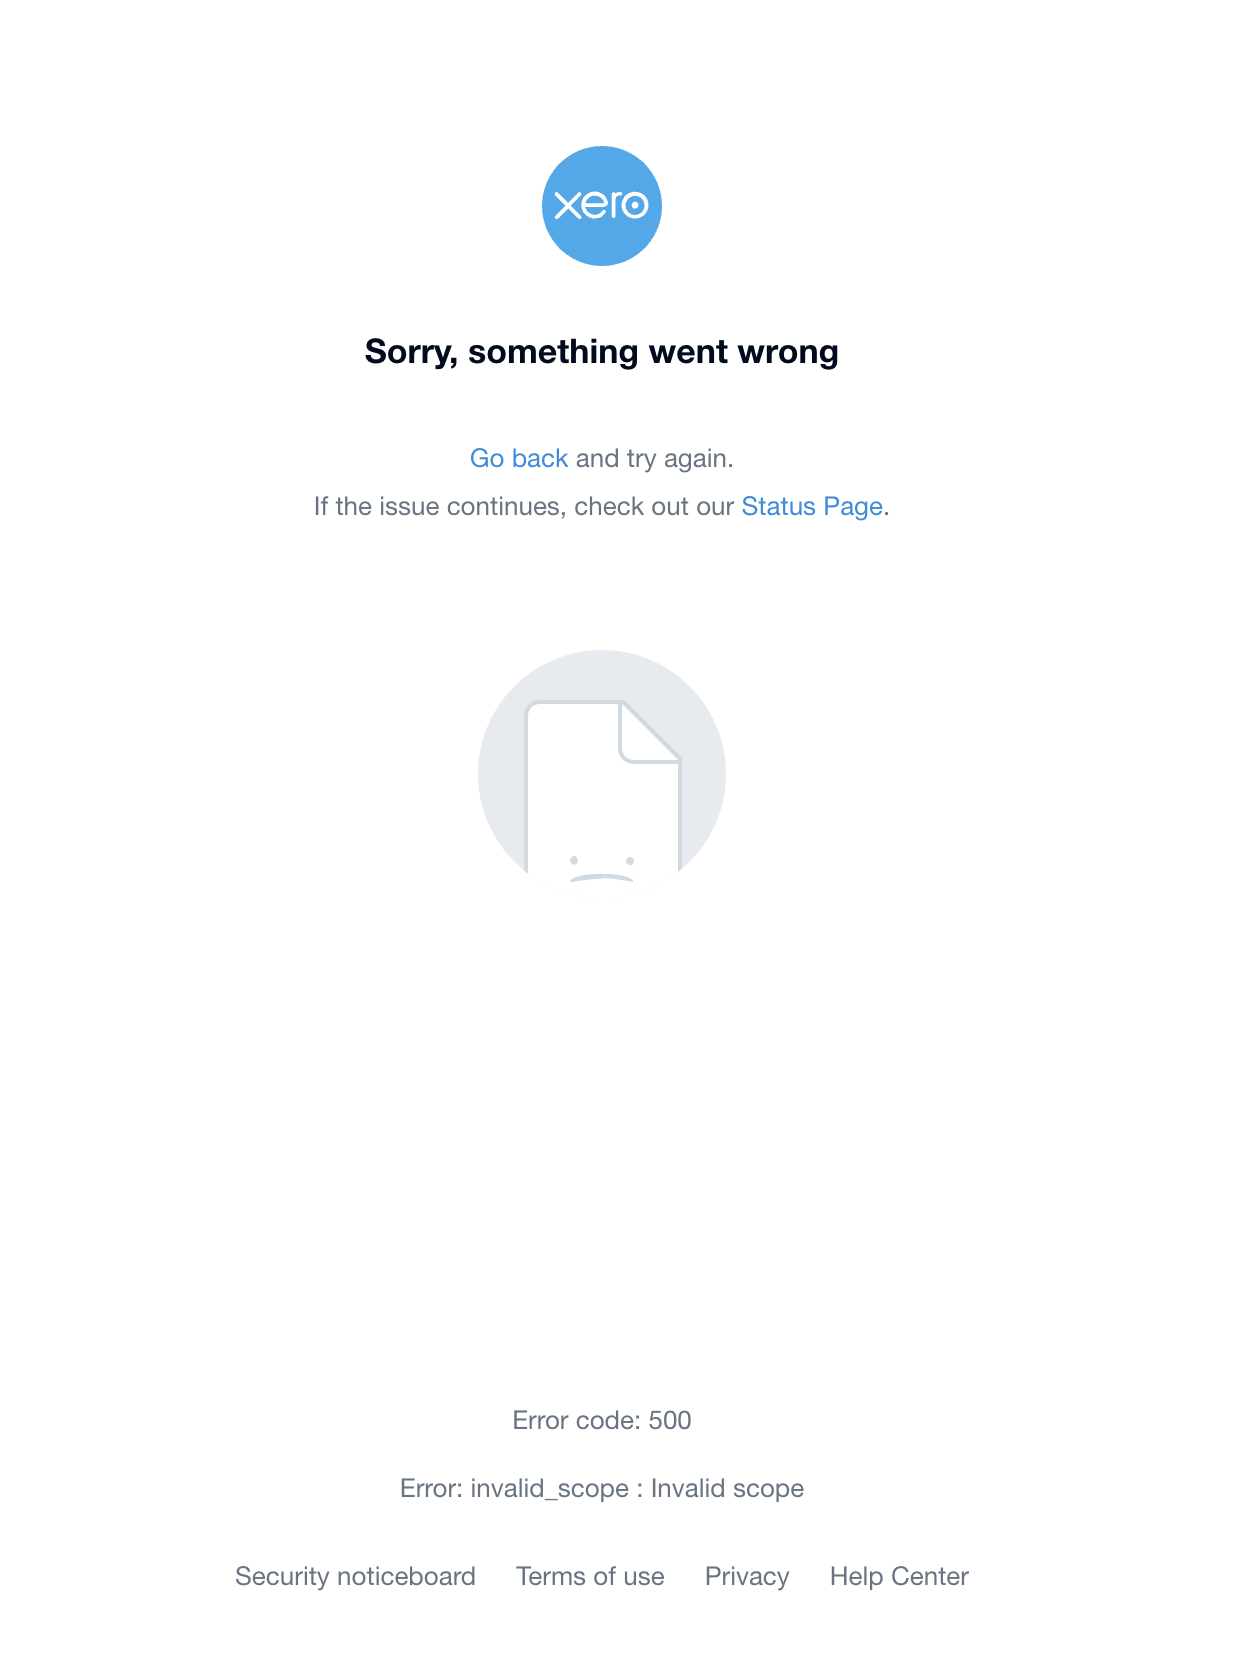 xero
Sorry, something went wrong
Go back and try again.
If the issue continues, check out our Status Page.
Error code: 500
Error: invalid_scope : Invalid scope
Security noticeboard Terms of use Privacy Help Center